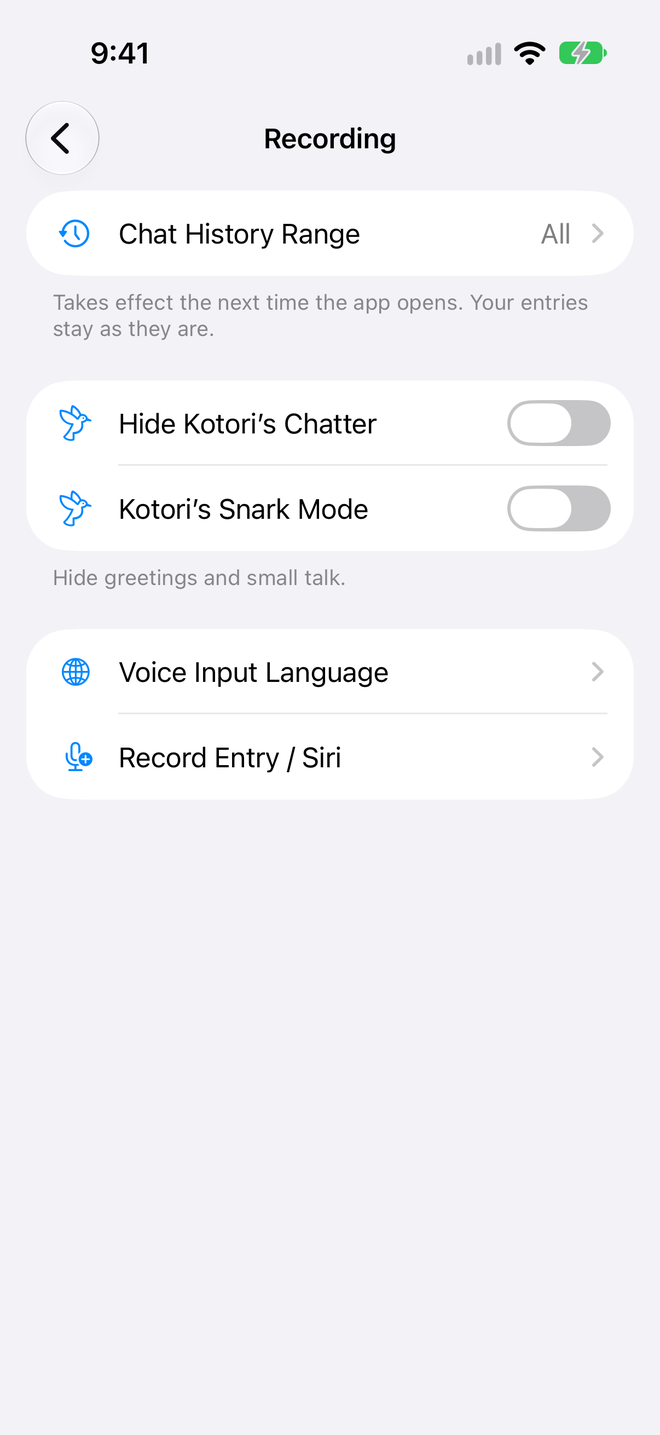 9:41
Recording
Chat History Range All
Takes effect the next time the app opens. Your entries
stay as they are.
Hide Kotori’s Chatter
Kotori’s Snark Mode
Hide greetings and small talk.
Voice Input Language
Record Entry / Siri